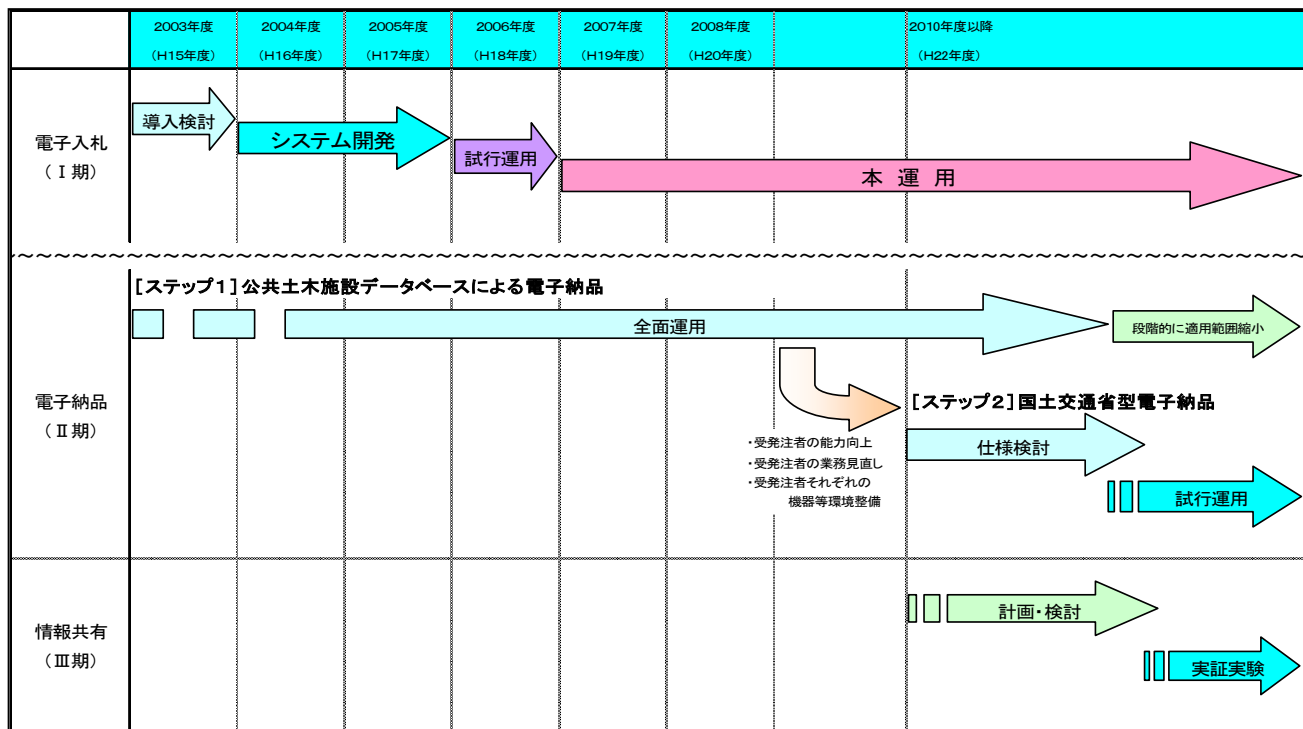 2003年度 2004年度 2005年度 2006年度 2007年度 2008年度 2010年度以降
(H15年度) (H16年度) (H17年度) (H18年度) (H19年度) (H20年度) (H22年度)
導入検討
システム開発
試行運用
本 運 用
電子入札
(Ⅰ期)
[ステップ1]公共土木施設データベースによる電子納品
全面運用
段階的に適用範囲縮小
電子納品
(Ⅱ期)
[ステップ2]国土交通省型電子納品
・受発注者の能力向上
・受発注者の業務見直し
・受発注者それぞれの
機器等環境整備
仕様検討
試行運用
情報共有
(Ⅲ期)
計画・検討
実証実験